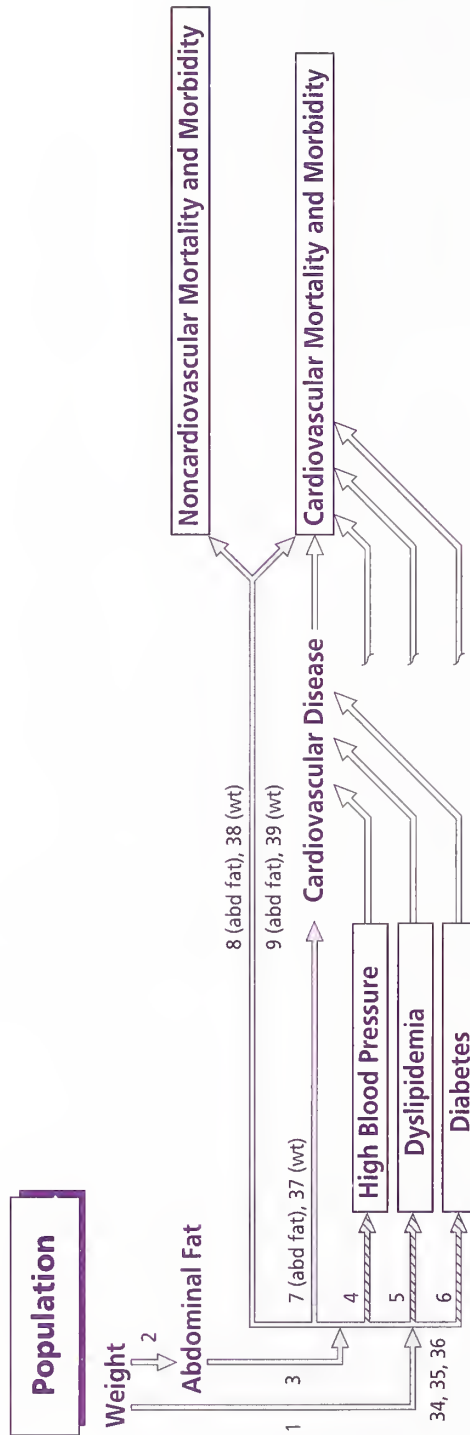 Population
Weight
2
Abdominal Fat
1
3
34, 35, 36
4
5
6
7 (abd fat), 37 (wt)
8 (abd fat), 38 (wt)
9 (abd fat), 39 (wt)
High Blood Pressure
Dyslipidemia
Diabetes
Cardiovascular Disease
Noncardiovascular Mortality and Morbidity
Cardiovascular Mortality and Morbidity